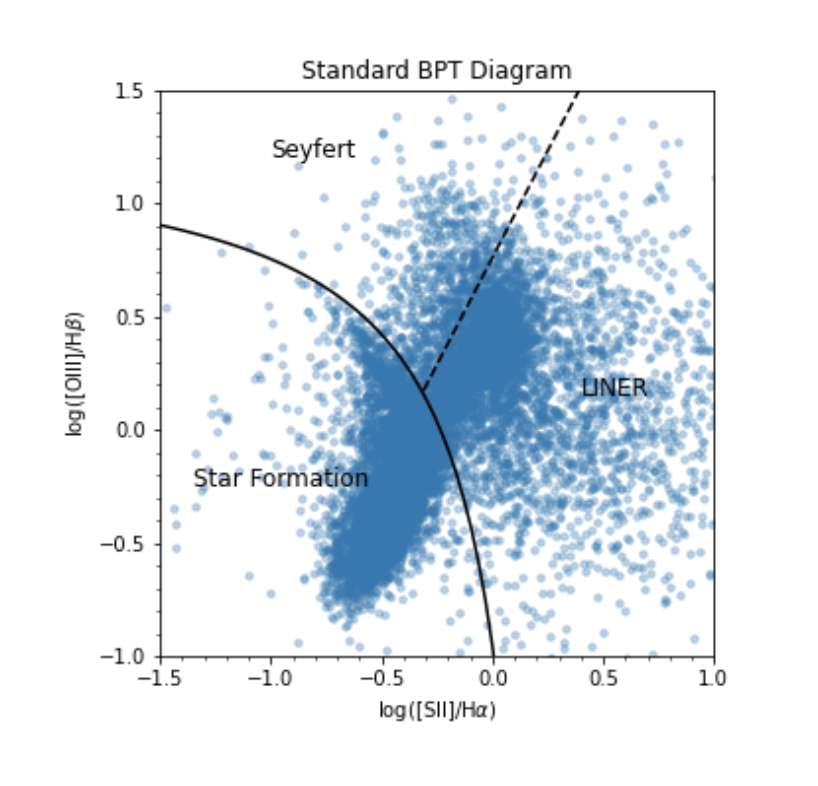 Standard BPT Diagram
1.5
Seyfert
1.0
0.5
LINER
log([OIII]/Hβ)
0.0
Star Formation
−0.5
−1.0
−1.5 −1.0 −0.5 0.0 0.5 1.0
log([SII]/Hα)